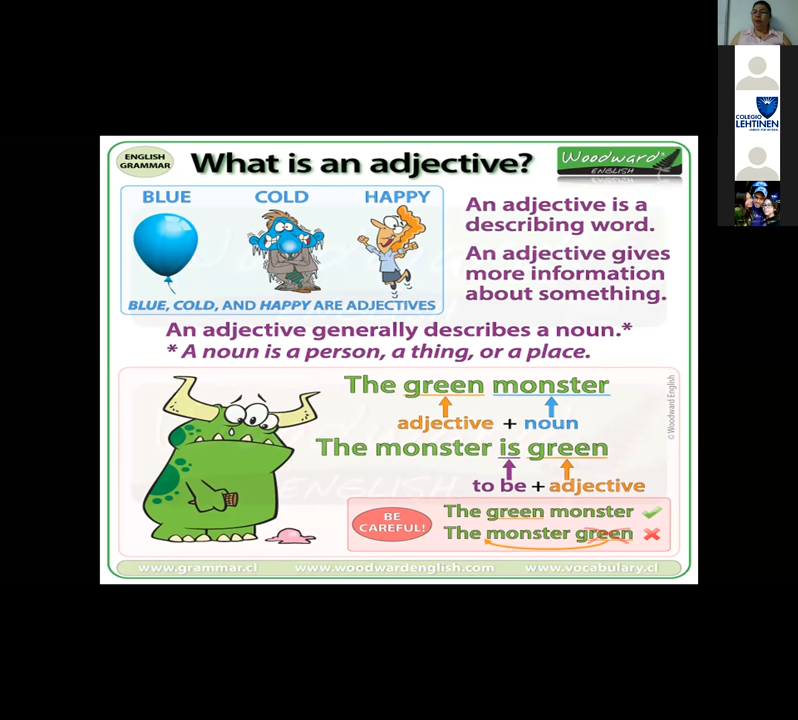 ENGLISH
GRAMMAR
What is an adjective?
Woodward®
ENGLISH
BLUE
COLD
HAPPY
BLUE, COLD, AND HAPPY ARE ADJECTIVES
An adjective is a
describing word.
An adjective gives
more information
about something.
An adjective generally describes a noun.*
* A noun is a person, a thing, or a place.
The green monster
adjective + noun
The monster is green
to be + adjective
BE
CAREFUL!
The green monster
The monster green
© Woodward English
www.grammar.cl
www.woodwardenglish.com
www.vocabulary.cl
COLEGIO
LEHTINEN